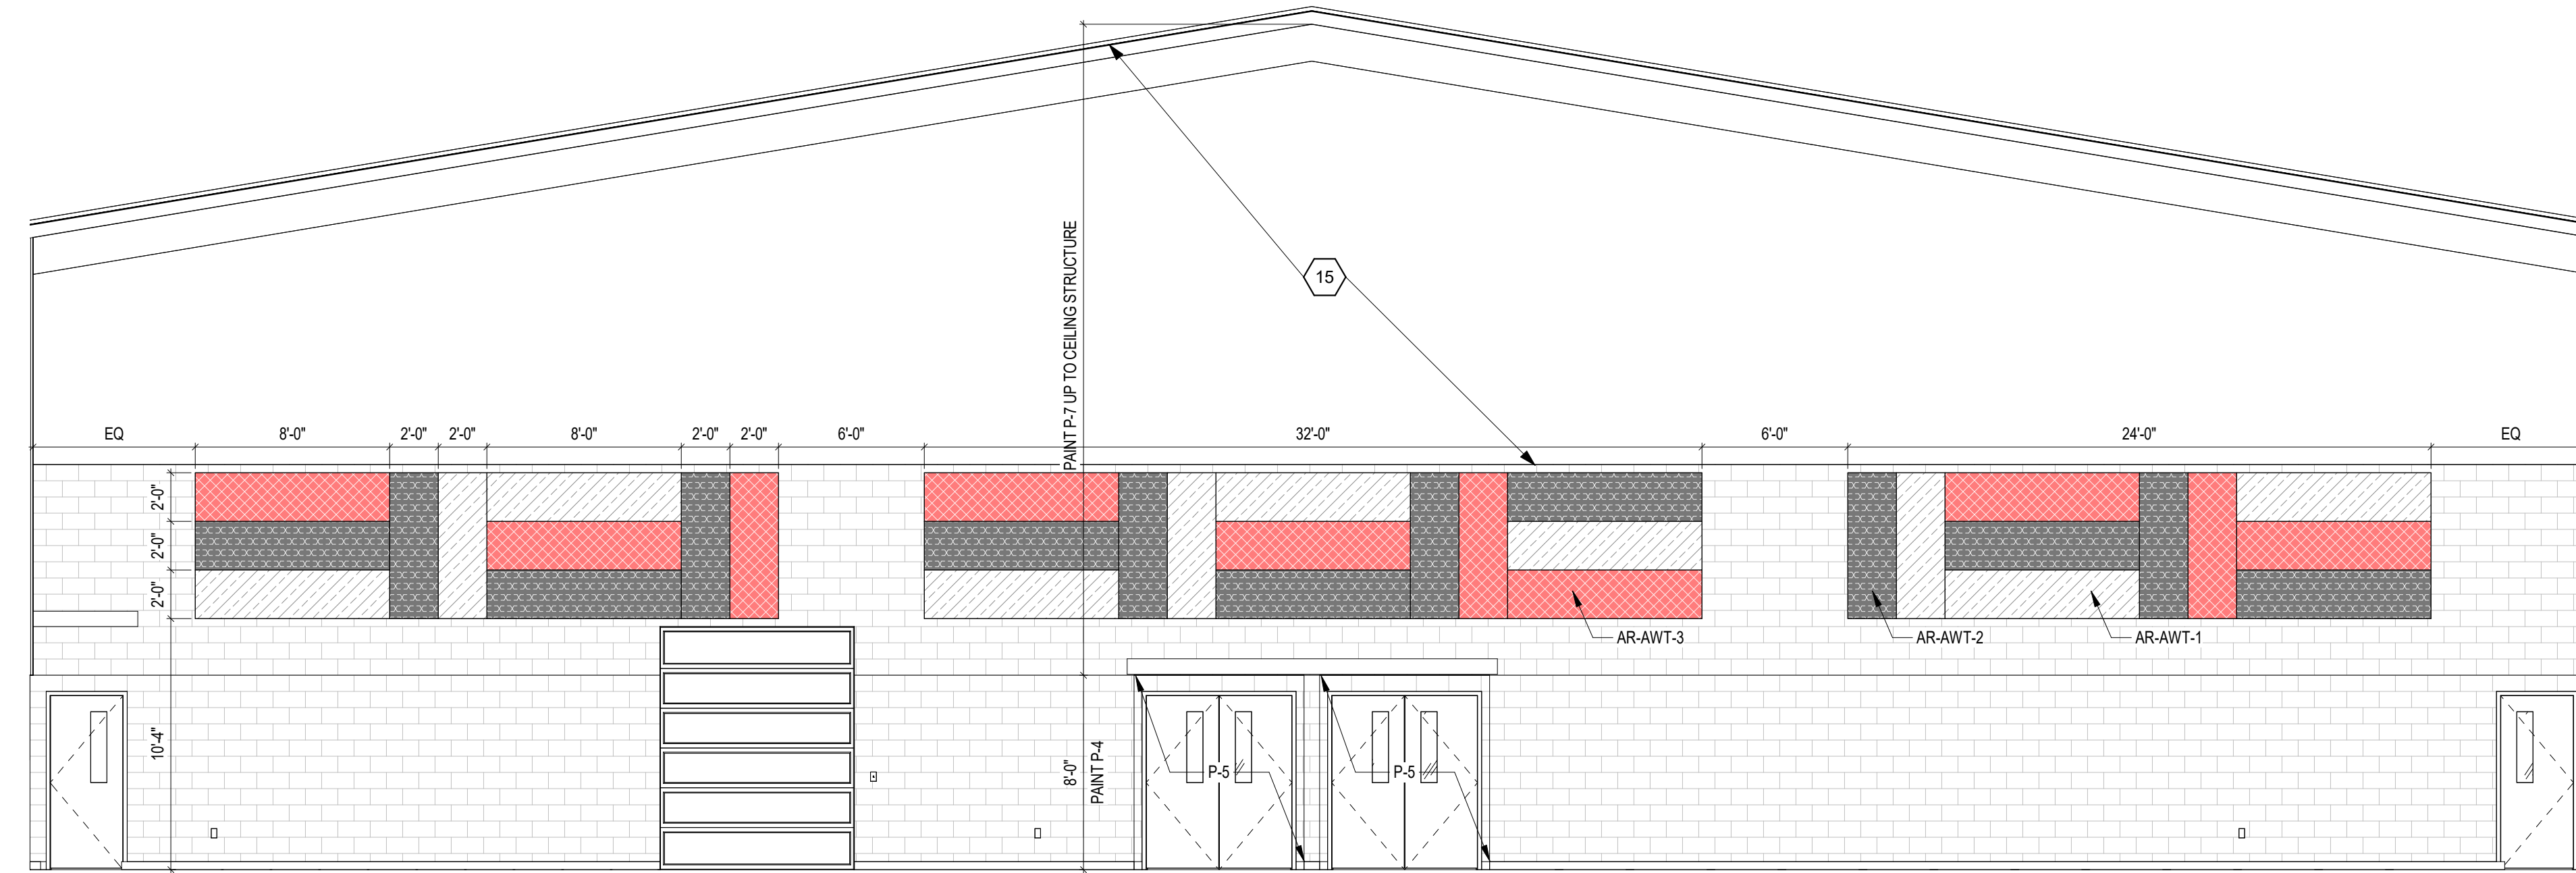 PAINT P-7 UP TO CEILING STRUCTURE
15
EQ
8'-0"
2'-0"
2'-0"
8'-0"
2'-0"
2'-0"
6'-0"
32'-0"
6'-0"
24'-0"
EQ
2'-0"
2'-0"
2'-0"
AR-AWT-3
AR-AWT-2
AR-AWT-1
10'-4"
8'-0"
PAINT P-4
P-5
P-5